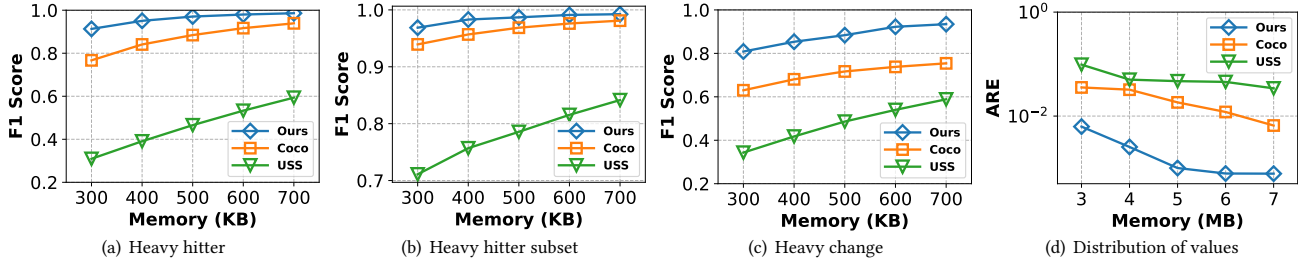 F1 Score
1.0
0.8
0.6
0.4
0.2
300 400 500 600 700
Memory (KB)
Ours
Coco
USS
(a) Heavy hitter
F1 Score
1.0
0.9
0.8
0.7
300 400 500 600 700
Memory (KB)
Ours
Coco
USS
(b) Heavy hitter subset
F1 Score
1.0
0.8
0.6
0.4
0.2
300 400 500 600 700
Memory (KB)
Ours
Coco
USS
(c) Heavy change
ARE
10⁰
10⁻²
3 4 5 6 7
Memory (MB)
Ours
Coco
USS
(d) Distribution of values